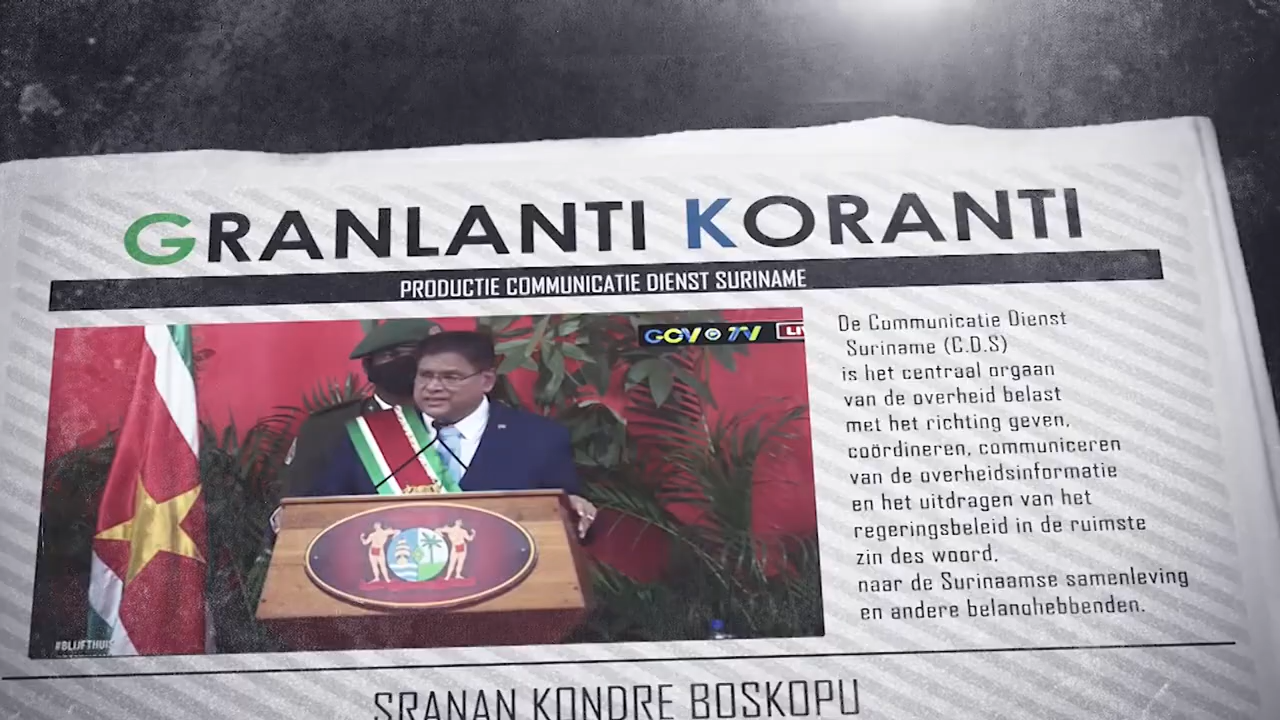 GRANLANTI KORANTI
PRODUCTIE COMMUNICATIE DIENST SURINAME
GOV TV LIV
De Communicatie Dienst
Suriname (C.D.S)
is het centraal orgaan
van de overheid belast
met het richting geven,
coördineren, communiceren
van de overheidsinformatie
en het uitdragen van het
regeringsbeleid in de ruimste
zin des woord.
naar de Surinaamse samenleving
en andere belanghebbenden.
#BLIJFTHUIS
SRANAN KONDRE BOSKOPU